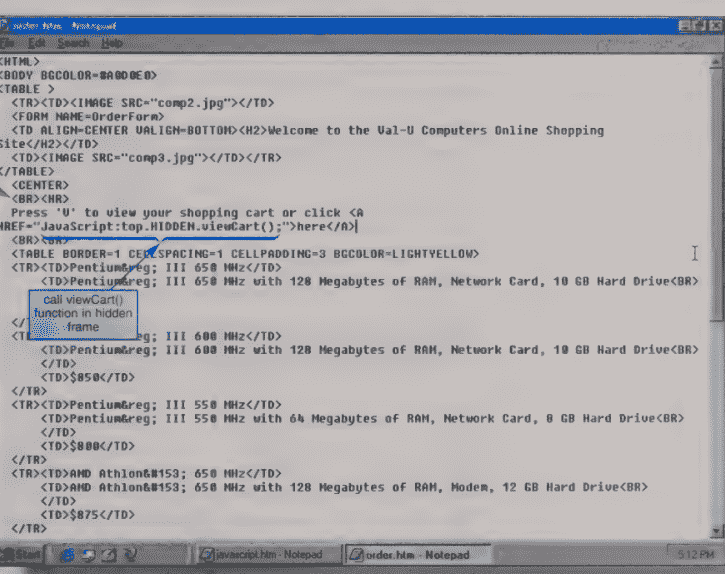 order.htm - Notepad
File Edit Search Help
<HTML>
<BODY BGCOLOR=#A0D0E0>
<TABLE >
<TR><TD><IMAGE SRC="comp2.jpg"></TD>
<FORM NAME=OrderForm>
<TD ALIGN=CENTER VALIGN=BOTTOM><H2>Welcome to the Val-U Computers Online Shopping
Site</H2></TD>
<TD><IMAGE SRC="comp3.jpg"></TD></TR>
</TABLE>
<CENTER>
<BR><HR>
Press 'V' to view your shopping cart or click <A
HREF="JavaScript:top.HIDDEN.viewCart();">here</A>
<BR><BR>
<TABLE BORDER=1 CELLSPACING=1 CELLPADDING=3 BGCOLOR=LIGHTYELLOW>
<TR><TD>Pentium&reg; III 650 MHz</TD>
<TD>Pentium&reg; III 650 MHz with 128 Megabytes of RAM, Network Card, 10 GB Hard Drive<BR>
call viewCart()
function in hidden
frame
</T
<TR g; III 600 MHz</TD>
<TD>Pentium&reg; III 600 MHz with 128 Megabytes of RAM, Network Card, 10 GB Hard Drive<BR>
</TD>
<TD>$850</TD>
</TR>
<TR><TD>Pentium&reg; III 550 MHz</TD>
<TD>Pentium&reg; III 550 MHz with 64 Megabytes of RAM, Network Card, 8 GB Hard Drive<BR>
</TD>
<TD>$800</TD>
</TR>
<TR><TD>AMD Athlon&#153; 650 MHz</TD>
<TD>AMD Athlon&#153; 650 MHz with 128 Megabytes of RAM, Modem, 12 GB Hard Drive<BR>
</TD>
<TD>$875</TD>
</TR>
Start javascript.htm - Notepad order.htm - Notepad 5:12 PM